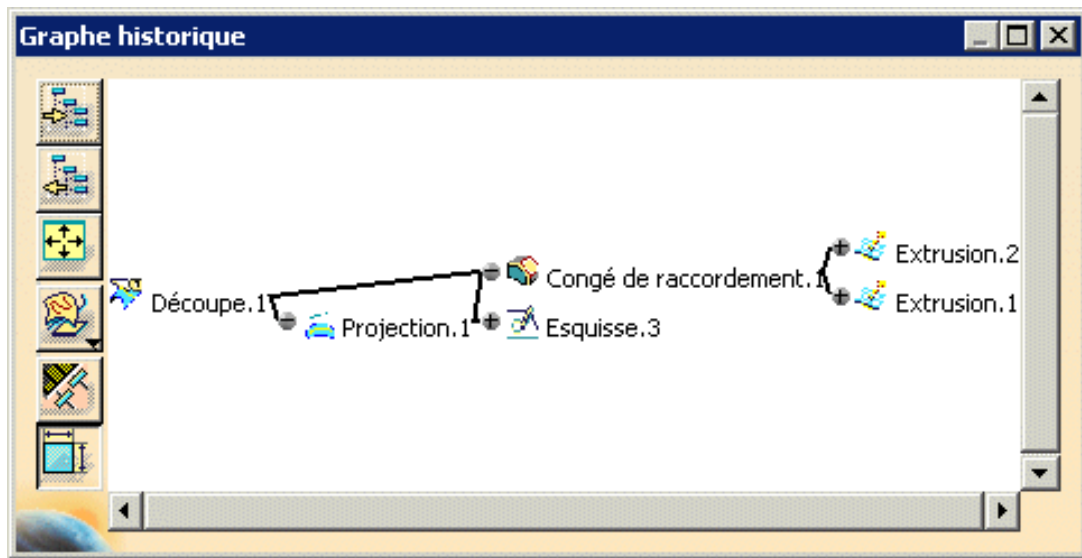 Graphe historique
Extrusion.2
Congé de raccordement.1
Découpe.1
Extrusion.1
Projection.1
Esquisse.3